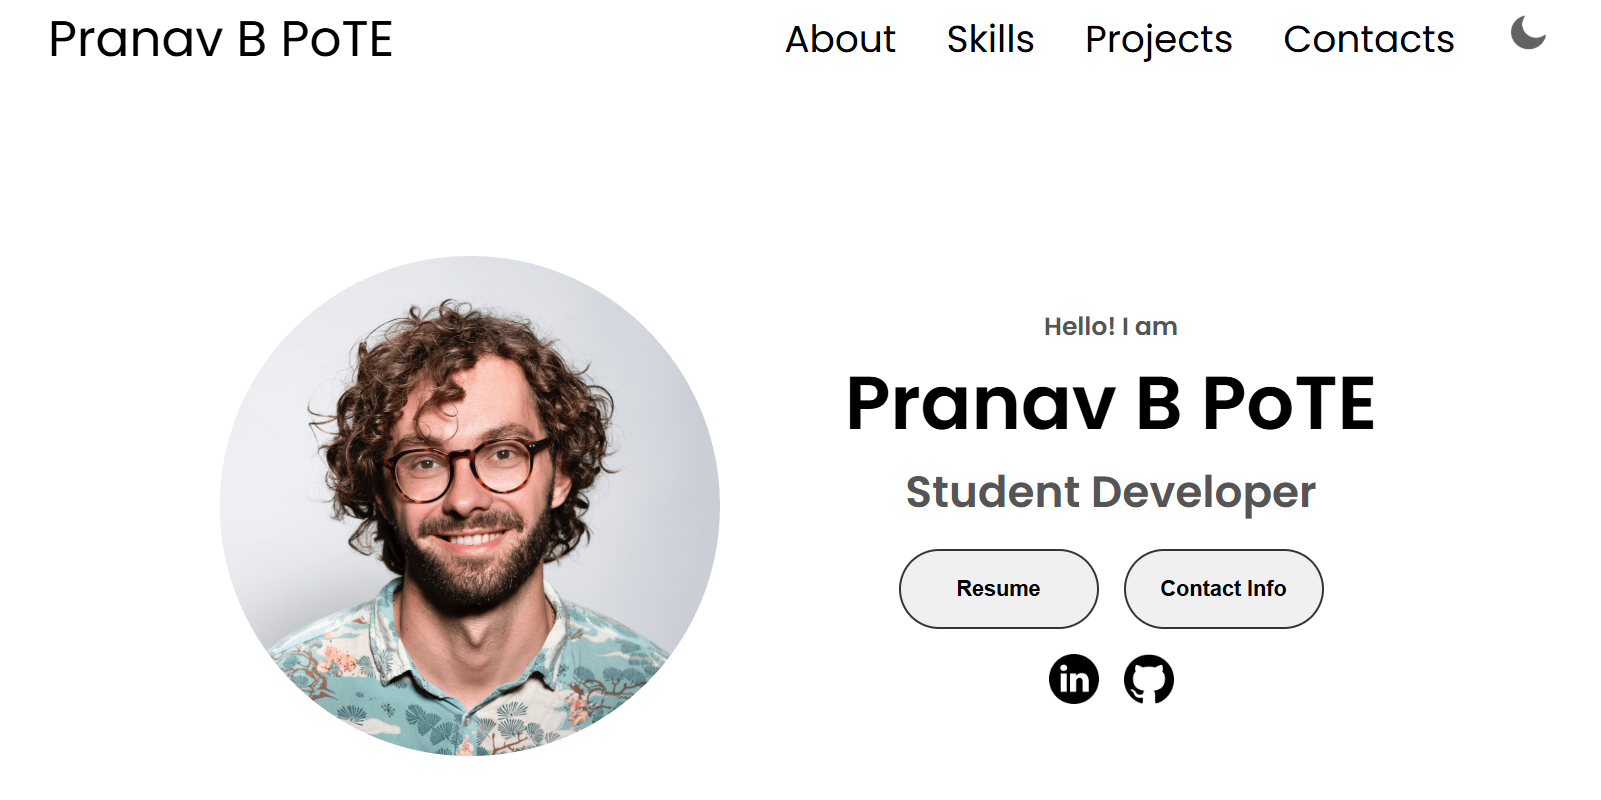 Pranav B PoTE
About Skills Projects Contacts
Hello! I am
Pranav B PoTE
Student Developer
Resume Contact Info
in